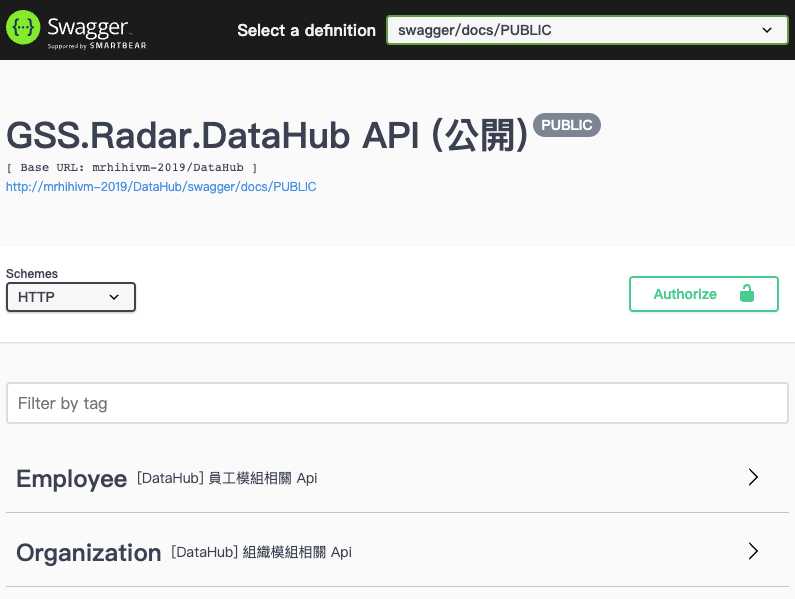 {···} Swagger
Supported by SMARTBEAR
Select a definition
swagger/docs/PUBLIC
GSS.Radar.DataHub API (公開) PUBLIC
[ Base URL: mrhihivm-2019/DataHub ]
http://mrhihivm-2019/DataHub/swagger/docs/PUBLIC
Schemes
HTTP
Authorize
Filter by tag
Employee [DataHub] 員工模組相關 Api
Organization [DataHub] 組織模組相關 Api